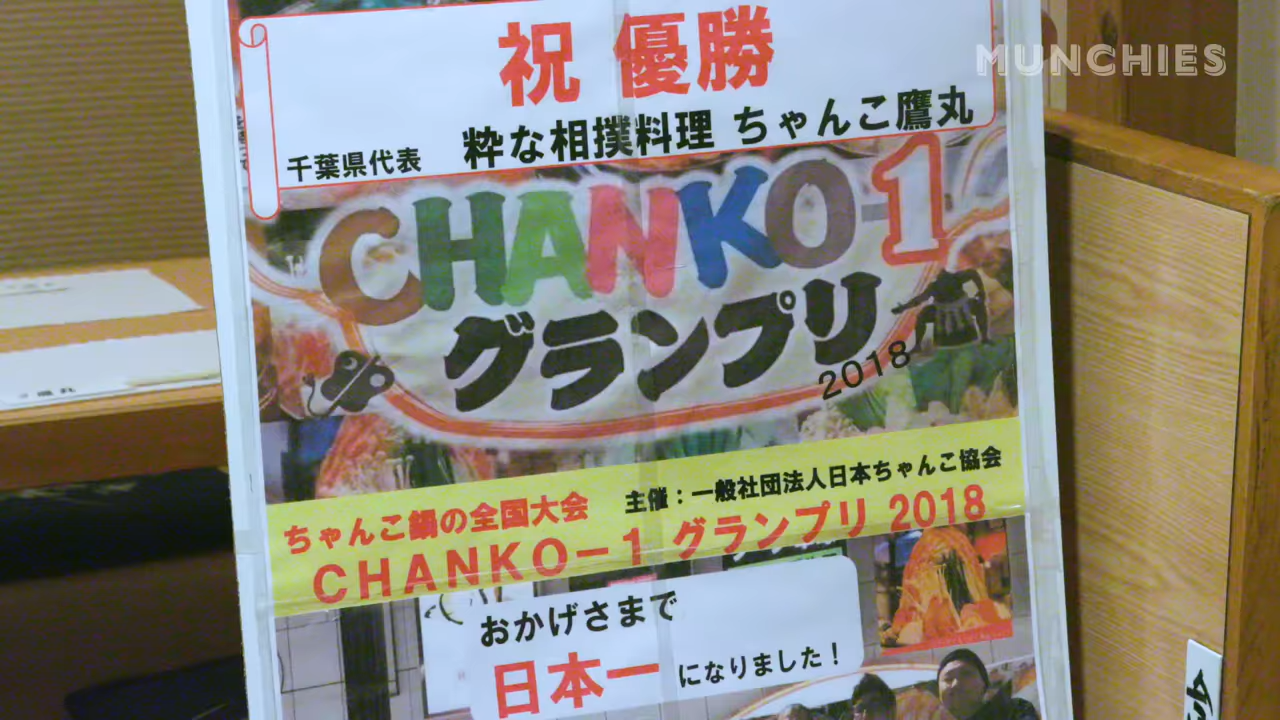 MUNCHIES
祝 優勝
千葉県代表 粋な相撲料理 ちゃんこ鷹丸
CHANKO-1
グランプリ
2018
ちゃんこ鍋の全国大会 主催：一般社団法人日本ちゃんこ協会
CHANKO－1 グランプリ 2018
おかげさまで
日本一になりました！